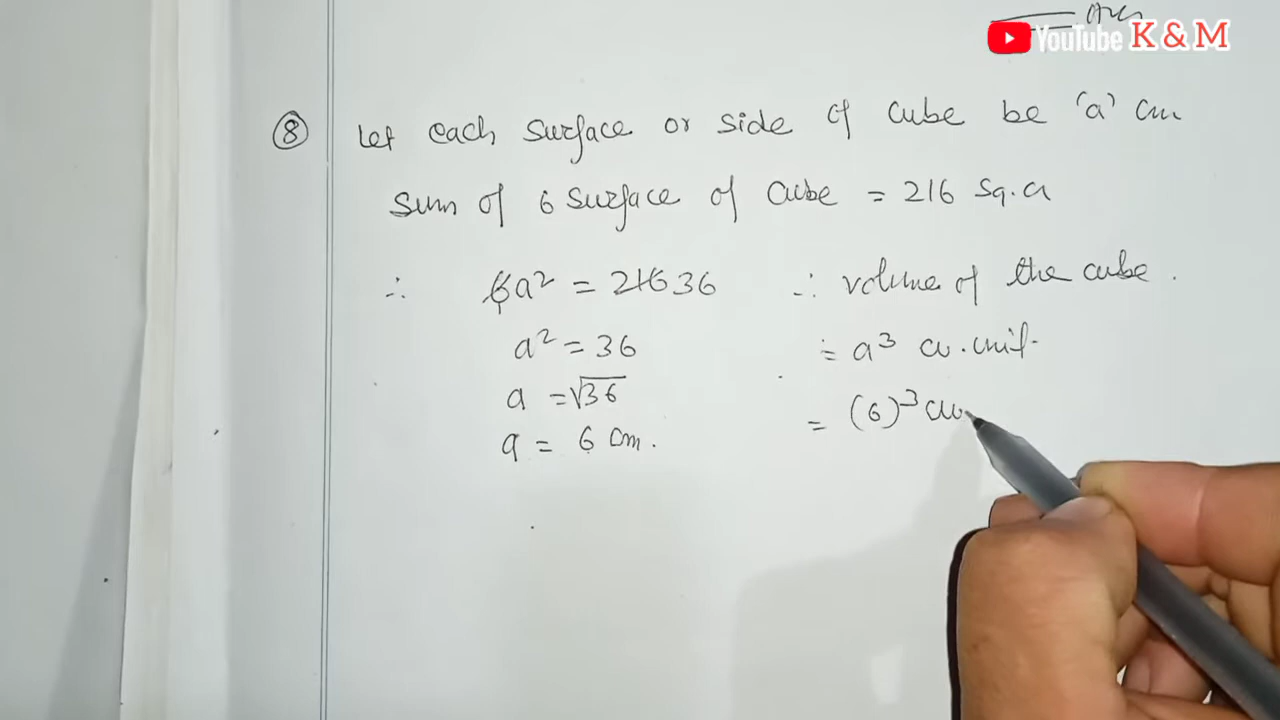 Ans
YouTube K & M
⑧ Let each surface or side of cube be 'a' cm
Sum of 6 surface of cube = 216 sq.a
∴ 6a² = 216 36
a² = 36
a = √36
a = 6 cm.
∴ volume of the cube.
= a³ cu.unit.
= (6)³ cu